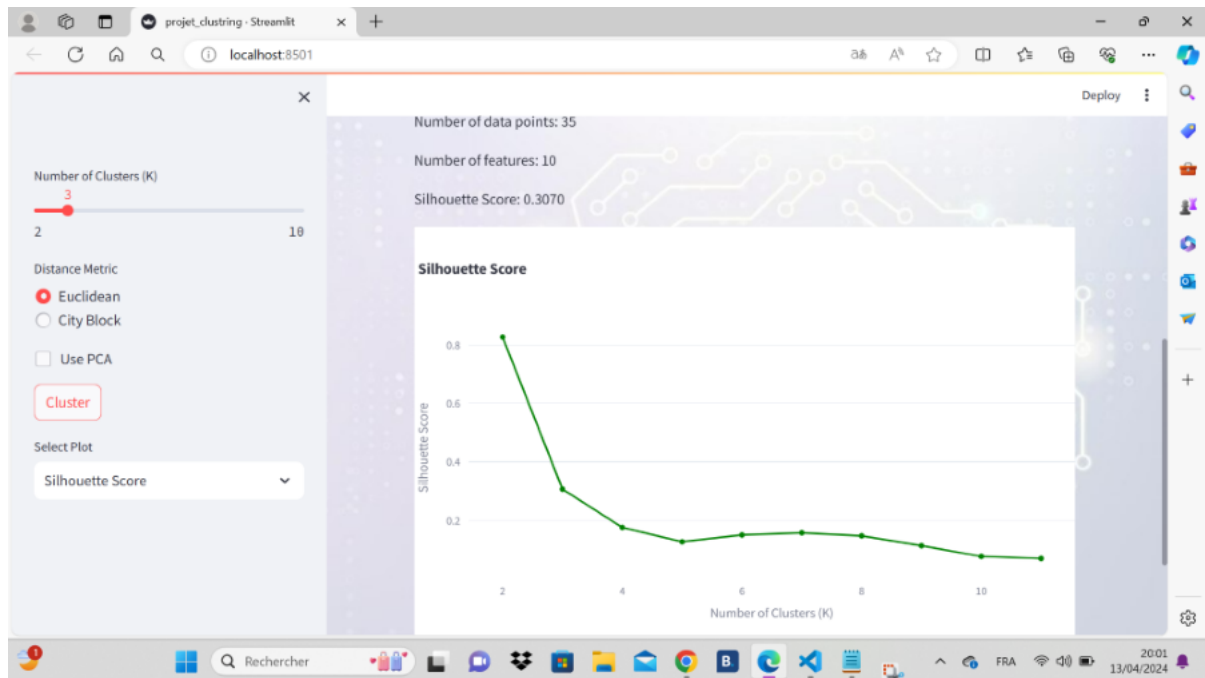 projet_clustring - Streamlit
localhost:8501
Deploy
Number of Clusters (K)
3
2 10
Distance Metric
Euclidean
City Block
Use PCA
Cluster
Select Plot
Silhouette Score
Number of data points: 35
Number of features: 10
Silhouette Score: 0.3070
Silhouette Score
Silhouette Score
0.8
0.6
0.4
0.2
2 4 6 8 10
Number of Clusters (K)
1
Rechercher
B.
FRA
20:01
13/04/2024